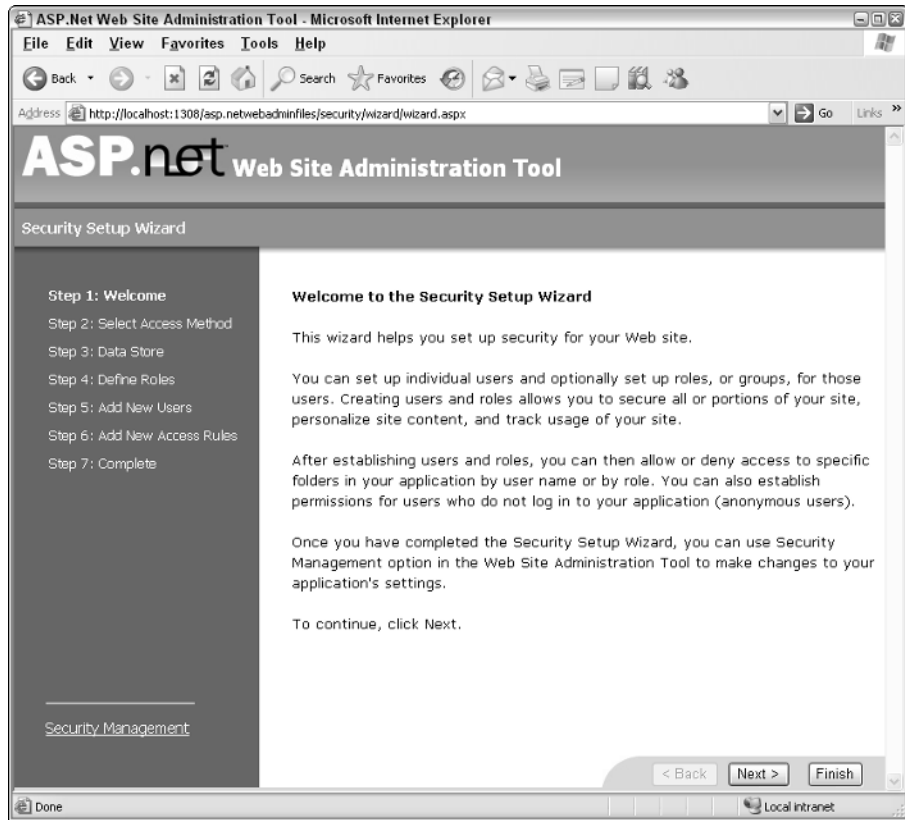 ASP.Net Web Site Administration Tool - Microsoft Internet Explorer
File Edit View Favorites Tools Help
Back Search Favorites
Address http://localhost:1308/asp.netwebadminfiles/security/wizard/wizard.aspx Go Links »
ASP.net Web Site Administration Tool
Security Setup Wizard
Step 1: Welcome
Step 2: Select Access Method
Step 3: Data Store
Step 4: Define Roles
Step 5: Add New Users
Step 6: Add New Access Rules
Step 7: Complete
Security Management
Welcome to the Security Setup Wizard
This wizard helps you set up security for your Web site.
You can set up individual users and optionally set up roles, or groups, for those
users. Creating users and roles allows you to secure all or portions of your site,
personalize site content, and track usage of your site.
After establishing users and roles, you can then allow or deny access to specific
folders in your application by user name or by role. You can also establish
permissions for users who do not log in to your application (anonymous users).
Once you have completed the Security Setup Wizard, you can use Security
Management option in the Web Site Administration Tool to make changes to your
application's settings.
To continue, click Next.
< Back Next > Finish
Done Local intranet